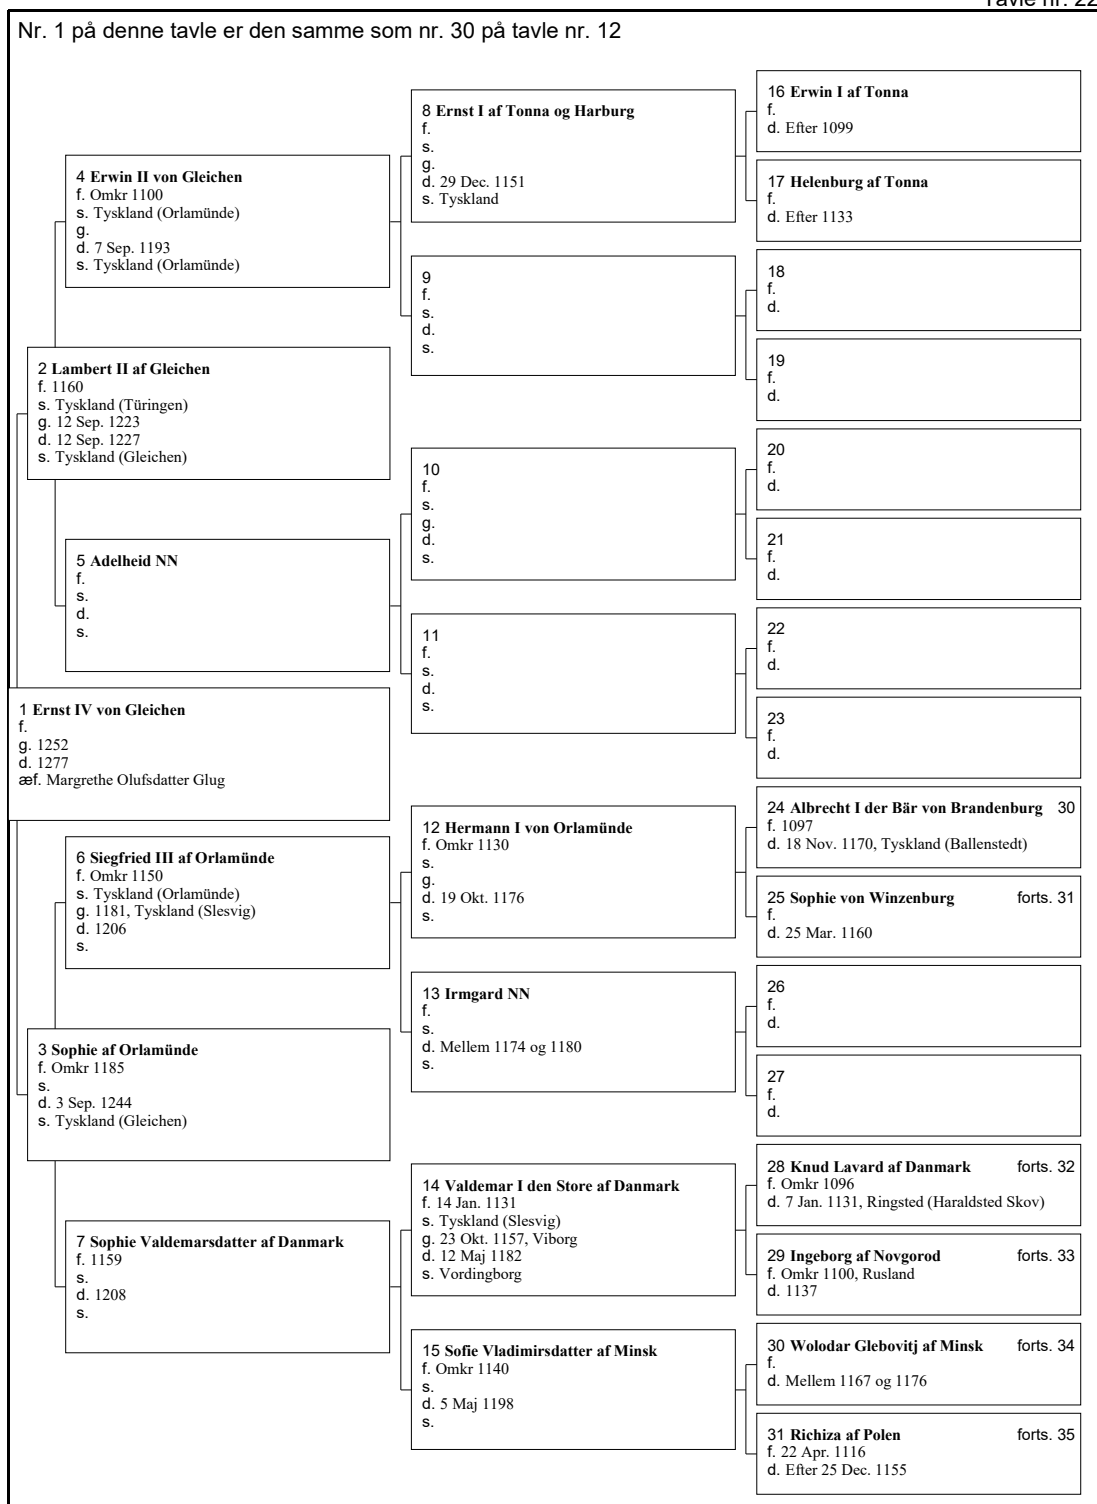 Tavle nr. 22
Nr. 1 på denne tavle er den samme som nr. 30 på tavle nr. 12
16 Erwin I af Tonna
f.
d. Efter 1099
8 Ernst I af Tonna og Harburg
f.
s.
g.
d. 29 Dec. 1151
s. Tyskland
17 Helenburg af Tonna
f.
d. Efter 1133
4 Erwin II von Gleichen
f. Omkr 1100
s. Tyskland (Orlamünde)
g.
d. 7 Sep. 1193
s. Tyskland (Orlamünde)
18
f.
d.
9
f.
s.
d.
s.
19
f.
d.
2 Lambert II af Gleichen
f. 1160
s. Tyskland (Türingen)
g. 12 Sep. 1223
d. 12 Sep. 1227
s. Tyskland (Gleichen)
20
f.
d.
10
f.
s.
g.
d.
s.
21
f.
d.
5 Adelheid NN
f.
s.
d.
s.
22
f.
d.
11
f.
s.
d.
s.
23
f.
d.
1 Ernst IV von Gleichen
f.
g. 1252
d. 1277
æf. Margrethe Olufsdatter Glug
24 Albrecht I der Bär von Brandenburg 30
f. 1097
d. 18 Nov. 1170, Tyskland (Ballenstedt)
12 Hermann I von Orlamünde
f. Omkr 1130
s.
g.
d. 19 Okt. 1176
s.
25 Sophie von Winzenburg forts. 31
f.
d. 25 Mar. 1160
6 Siegfried III af Orlamünde
f. Omkr 1150
s. Tyskland (Orlamünde)
g. 1181, Tyskland (Slesvig)
d. 1206
s.
26
f.
d.
13 Irmgard NN
f.
s.
d. Mellem 1174 og 1180
s.
27
f.
d.
3 Sophie af Orlamünde
f. Omkr 1185
s.
d. 3 Sep. 1244
s. Tyskland (Gleichen)
28 Knud Lavard af Danmark forts. 32
f. Omkr 1096
d. 7 Jan. 1131, Ringsted (Haraldsted Skov)
14 Valdemar I den Store af Danmark
f. 14 Jan. 1131
s. Tyskland (Slesvig)
g. 23 Okt. 1157, Viborg
d. 12 Maj 1182
s. Vordingborg
29 Ingeborg af Novgorod forts. 33
f. Omkr 1100, Rusland
d. 1137
7 Sophie Valdemarsdatter af Danmark
f. 1159
s.
d. 1208
s.
30 Wolodar Glebovitj af Minsk forts. 34
f.
d. Mellem 1167 og 1176
15 Sofie Vladimirsdatter af Minsk
f. Omkr 1140
s.
d. 5 Maj 1198
s.
31 Richiza af Polen forts. 35
f. 22 Apr. 1116
d. Efter 25 Dec. 1155